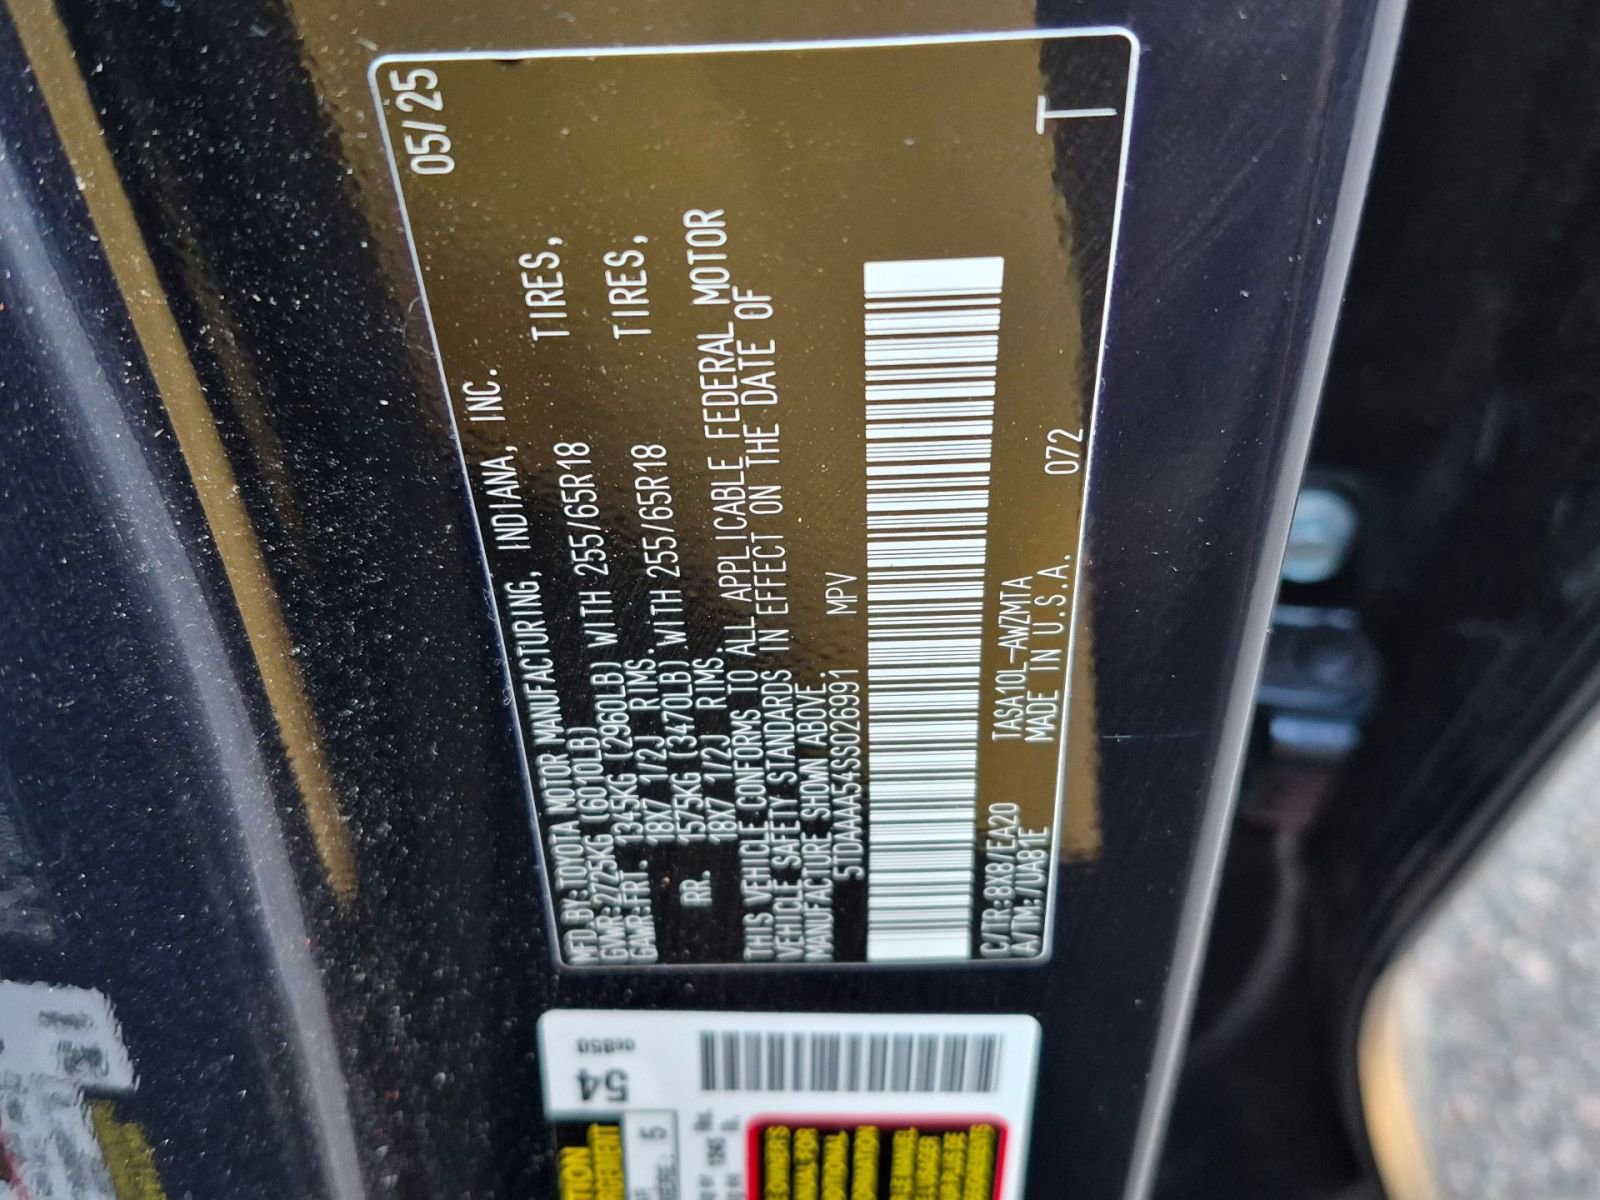 05/25
MFD.BY:TOYOTA MOTOR MANUFACTURING, INDIANA, INC.
GVWR:2725KG (6010LB)
GAWR:FRT. 1345KG (2960LB) WITH 255/65R18 TIRES,
18X7 1/2J RIMS.
RR. 1575KG (3470LB) WITH 255/65R18 TIRES,
18X7 1/2J RIMS.
THIS VEHICLE CONFORMS TO ALL APPLICABLE FEDERAL MOTOR
VEHICLE SAFETY STANDARDS IN EFFECT ON THE DATE OF
MANUFACTURE SHOWN ABOVE.
5TDAAAA54SS026991 MPV
C/TR:8X8/EA20 TASA10L-AWZMTA 072
A/TM:/UA81E MADE IN U.S.A.
T
54
0E850
5